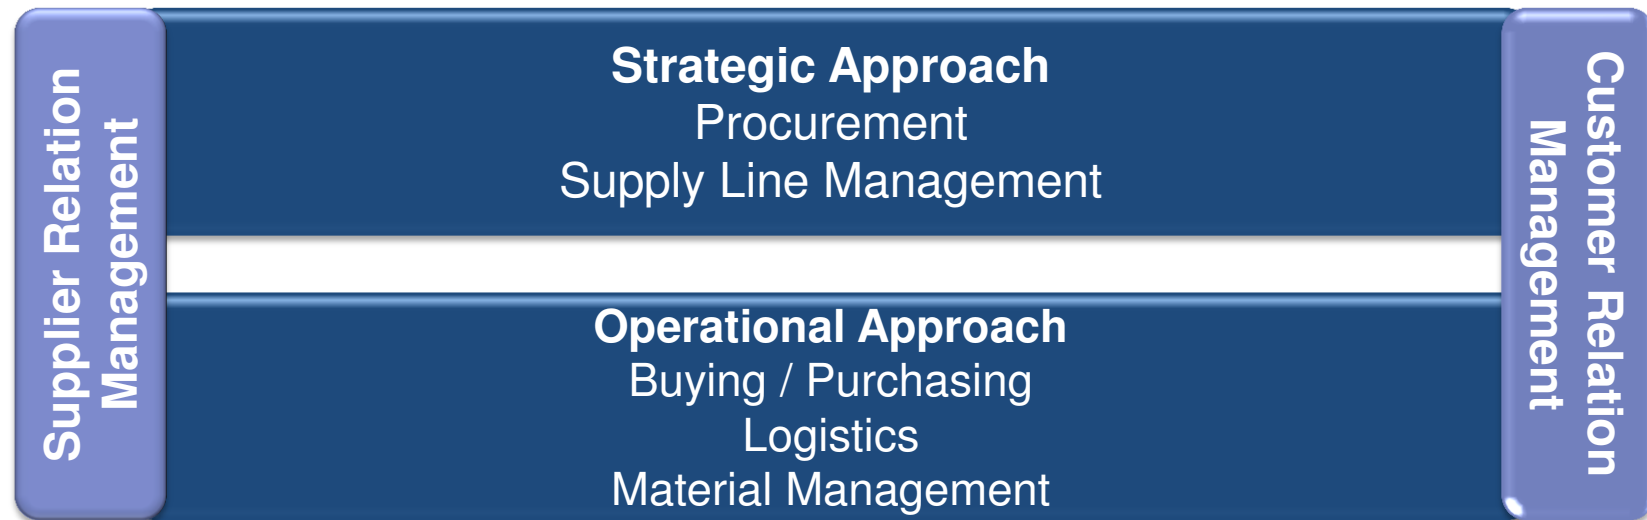 Supplier Relation
Management
Strategic Approach
Procurement
Supply Line Management
Operational Approach
Buying / Purchasing
Logistics
Material Management
Customer Relation
Management